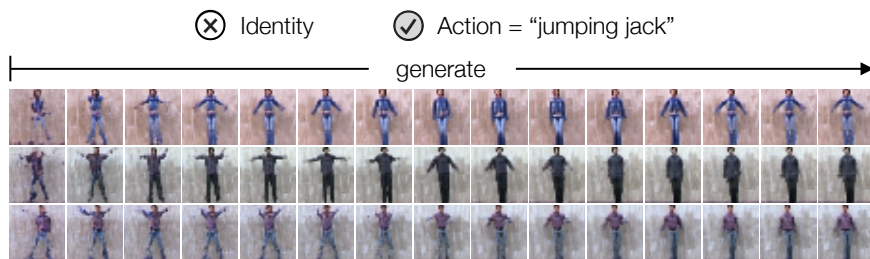 Identity Action = “jumping jack”
generate